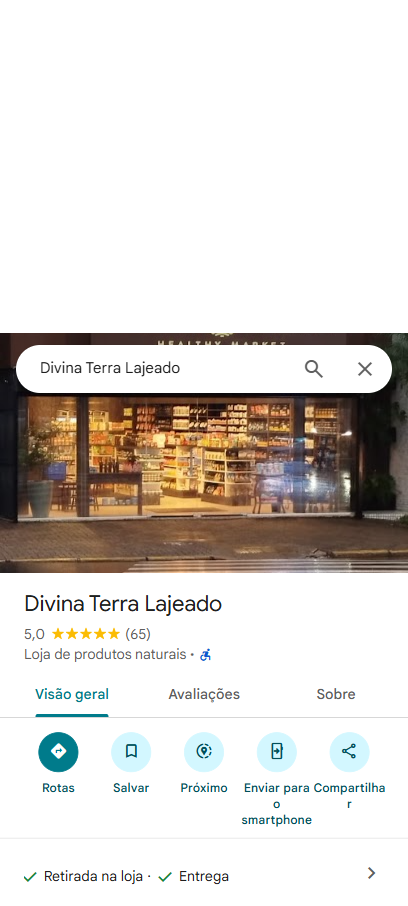 HEALTHY MARKET
Divina Terra Lajeado
Divina Terra Lajeado
5,0 (65)
Loja de produtos naturais ·
Visão geral Avaliações Sobre
Rotas Salvar Próximo Enviar para Compartilha
o r
smartphone
Retirada na loja · Entrega